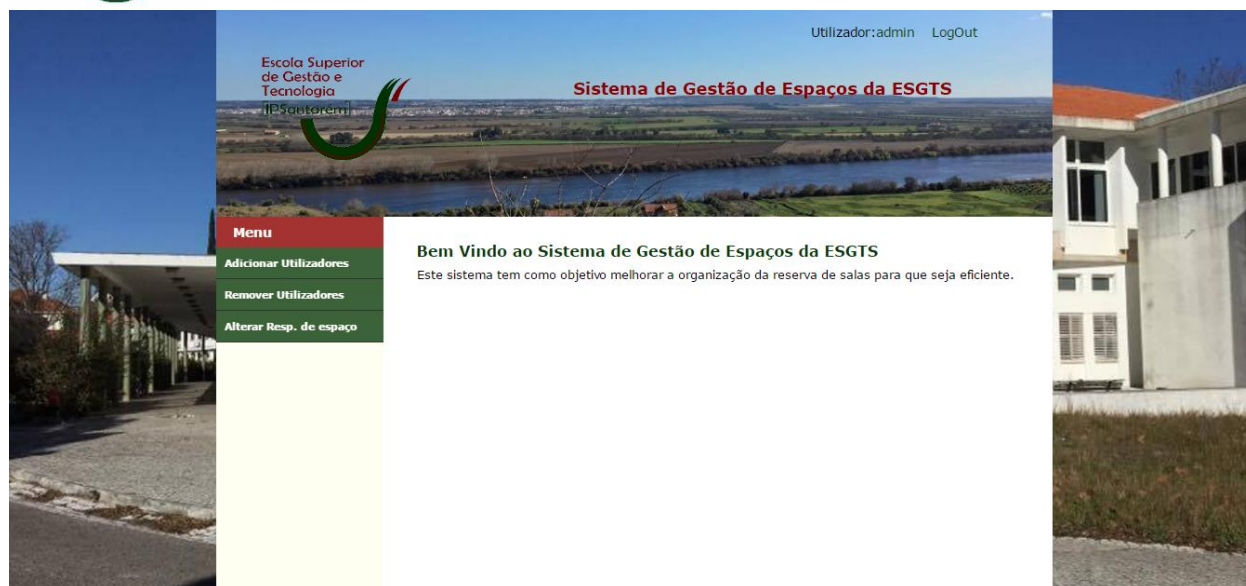 Utilizador:admin LogOut
Escola Superior
de Gestão e
Tecnologia
IPSantarém
Sistema de Gestão de Espaços da ESGTS
Menu
Adicionar Utilizadores
Remover Utilizadores
Alterar Resp. de espaço
Bem Vindo ao Sistema de Gestão de Espaços da ESGTS
Este sistema tem como objetivo melhorar a organização da reserva de salas para que seja eficiente.